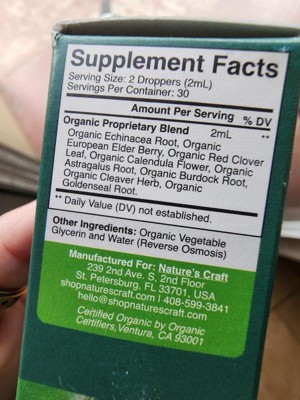 Supplement Facts
Serving Size: 2 Droppers (2mL)
Servings Per Container: 30
Amount Per Serving % DV
Organic Proprietary Blend 2mL **
Organic Echinacea Root, Organic
European Elder Berry, Organic Red Clover
Leaf, Organic Calendula Flower, Organic
Astragalus Root, Organic Burdock Root,
Organic Cleaver Herb, Organic
Goldenseal Root.
** Daily Value (DV) not established.
Other Ingredients: Organic Vegetable
Glycerin and Water (Reverse Osmosis)
Manufactured For: Nature's Craft
239 2nd Ave. S. 2nd Floor
St. Petersburg, FL 33701, USA
shopnaturescraft.com | 408-599-3841
hello@shopnaturescraft.com
Certified Organic by Organic
Certifiers, Ventura, CA 93001